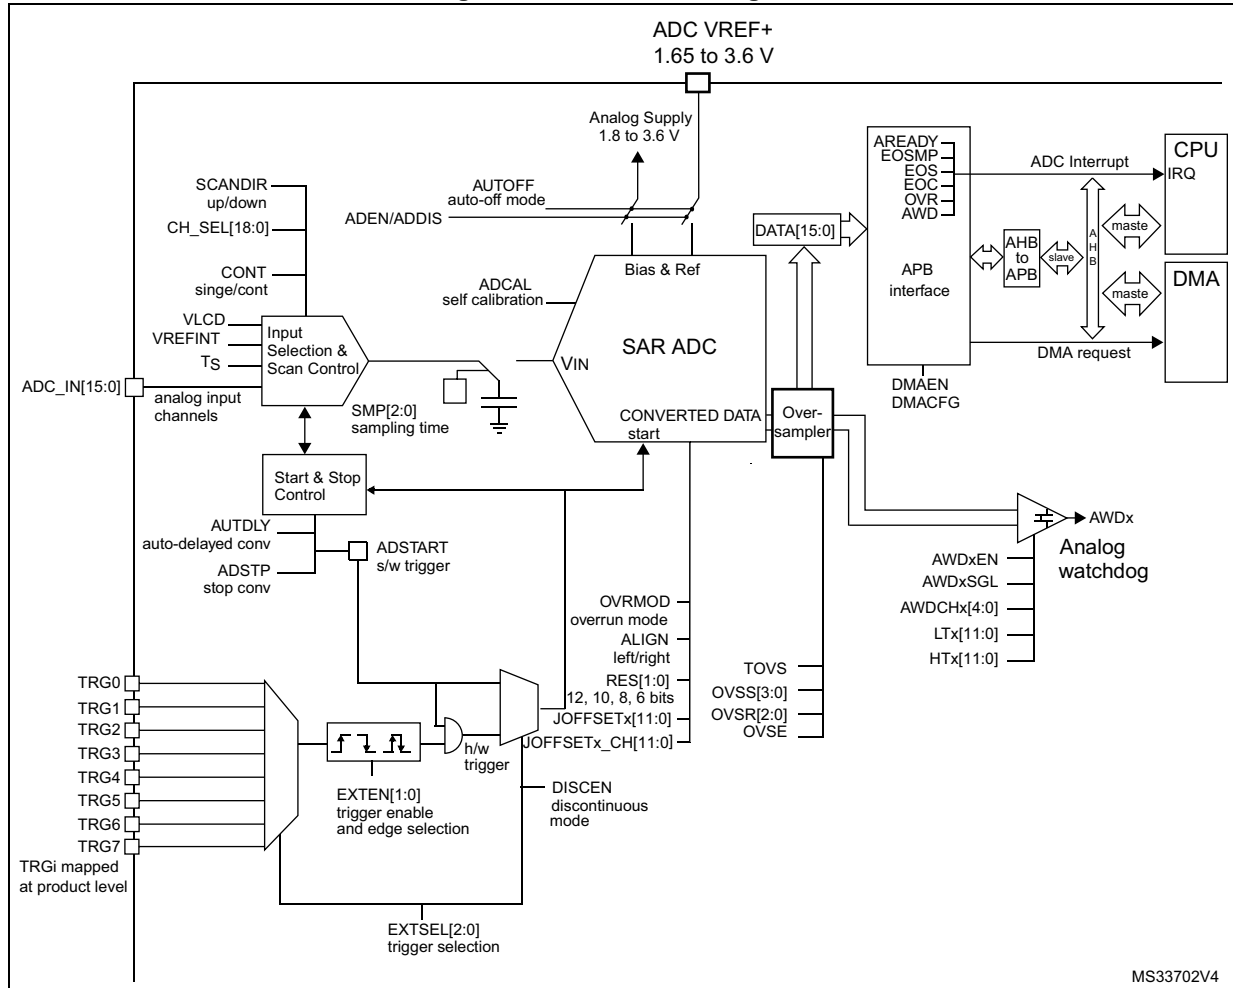 ADC VREF+
1.65 to 3.6 V
Analog Supply
1.8 to 3.6 V
SCANDIR
up/down
CH_SEL[18:0]
CONT
singe/cont
AUTOFF
auto-off mode
ADEN/ADDIS
ADCAL
self calibration
Bias & Ref
SAR ADC
VIN
CONVERTED DATA
start
VLCD
VREFINT
TS
ADC_IN[15:0]
analog input
channels
Input
Selection &
Scan Control
SMP[2:0]
sampling time
DATA[15:0]
AREADY
EOSMP
EOS
EOC
OVR
AWD
APB
interface
ADC Interrupt
CPU
IRQ
AHB
to
APB
slave
A
H
B
maste
maste
DMA
DMA request
DMAEN
DMACFG
Over-
sampler
Start & Stop
Control
AUTDLY
auto-delayed conv
ADSTP
stop conv
ADSTART
s/w trigger
AWDx
Analog
watchdog
AWDxEN
AWDxSGL
AWDCHx[4:0]
LTx[11:0]
HTx[11:0]
OVRMOD
overrun mode
ALIGN
left/right
RES[1:0]
12, 10, 8, 6 bits
JOFFSETx[11:0]
JOFFSETx_CH[11:0]
TOVS
OVSS[3:0]
OVSR[2:0]
OVSE
TRG0
TRG1
TRG2
TRG3
TRG4
TRG5
TRG6
TRG7
TRGi mapped
at product level
h/w
trigger
EXTEN[1:0]
trigger enable
and edge selection
DISCEN
discontinuous
mode
EXTSEL[2:0]
trigger selection
MS33702V4